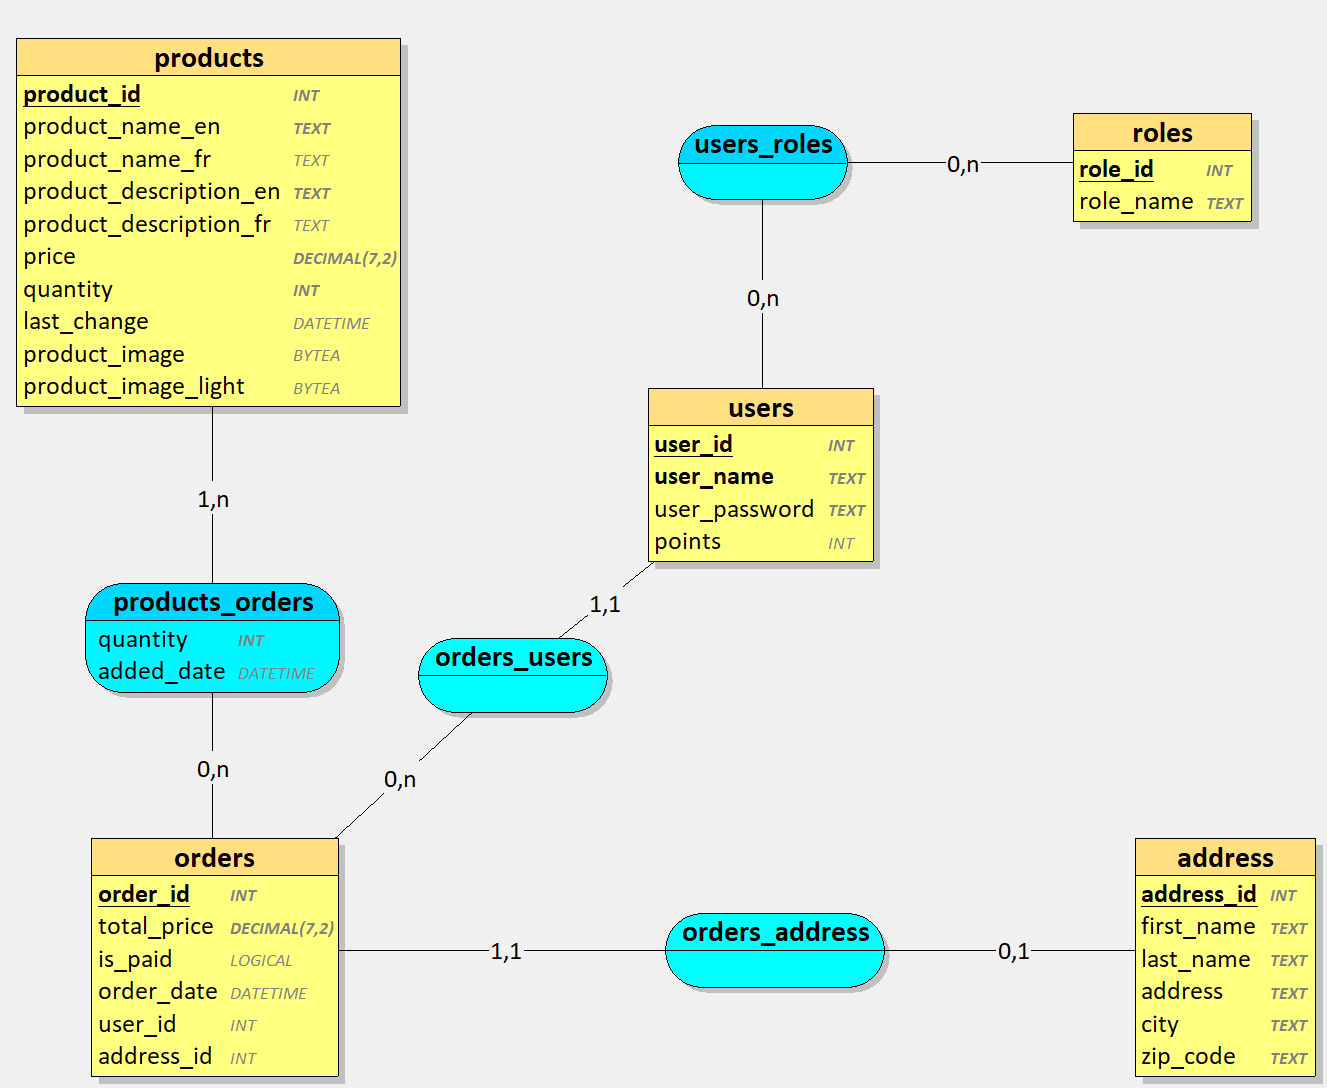 products
product_id INT
product_name_en TEXT
product_name_fr TEXT
product_description_en TEXT
product_description_fr TEXT
price DECIMAL(7,2)
quantity INT
last_change DATETIME
product_image BYTEA
product_image_light BYTEA
users_roles
0,n
roles
role_id INT
role_name TEXT
0,n
users
user_id INT
user_name TEXT
user_password TEXT
points INT
1,n
products_orders
quantity INT
added_date DATETIME
1,1
orders_users
0,n
0,n
orders
order_id INT
total_price DECIMAL(7,2)
is_paid LOGICAL
order_date DATETIME
user_id INT
address_id INT
1,1
orders_address
0,1
address
address_id INT
first_name TEXT
last_name TEXT
address TEXT
city TEXT
zip_code TEXT